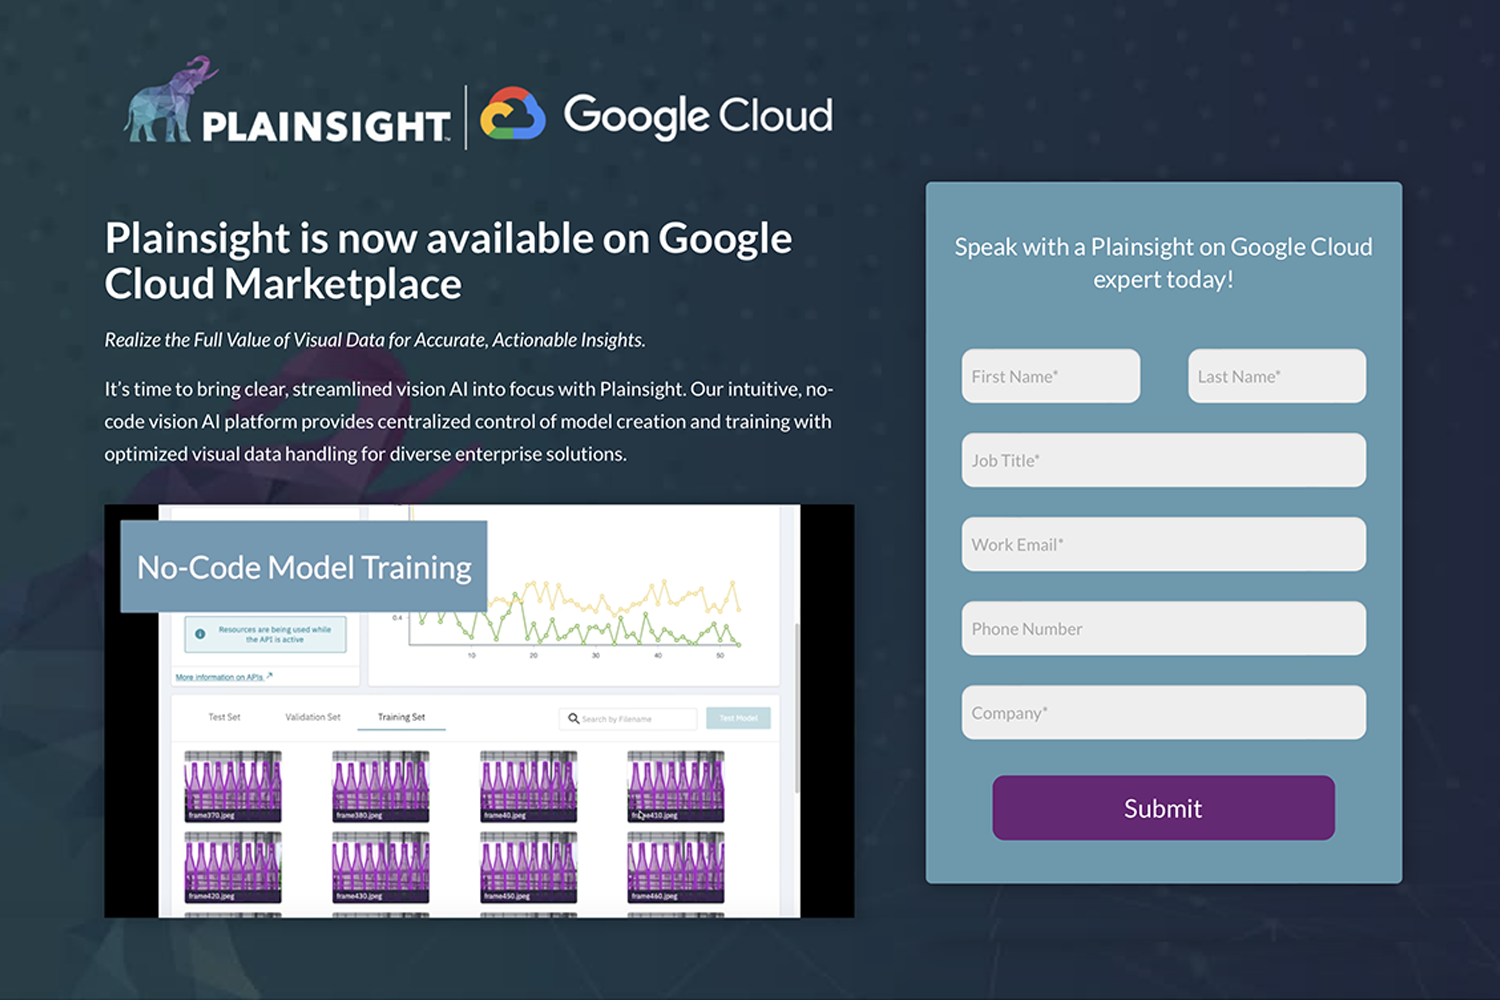 PLAINSIGHT™
Google Cloud
Plainsight is now available on Google
Cloud Marketplace
Realize the Full Value of Visual Data for Accurate, Actionable Insights.
It's time to bring clear, streamlined vision AI into focus with Plainsight. Our intuitive, no-
code vision AI platform provides centralized control of model creation and training with
optimized visual data handling for diverse enterprise solutions.
No-Code Model Training
0.4
10 20 30 40 50
Resources are being used while
the API is active
More information on APIs
Test Set Validation Set Training Set Search by Filename Test Model
frame370.jpeg frame380.jpeg frame40.jpeg frame410.jpeg
frame420.jpeg frame430.jpeg frame450.jpeg frame460.jpeg
Speak with a Plainsight on Google Cloud
expert today!
First Name* Last Name*
Job Title*
Work Email*
Phone Number
Company*
Submit